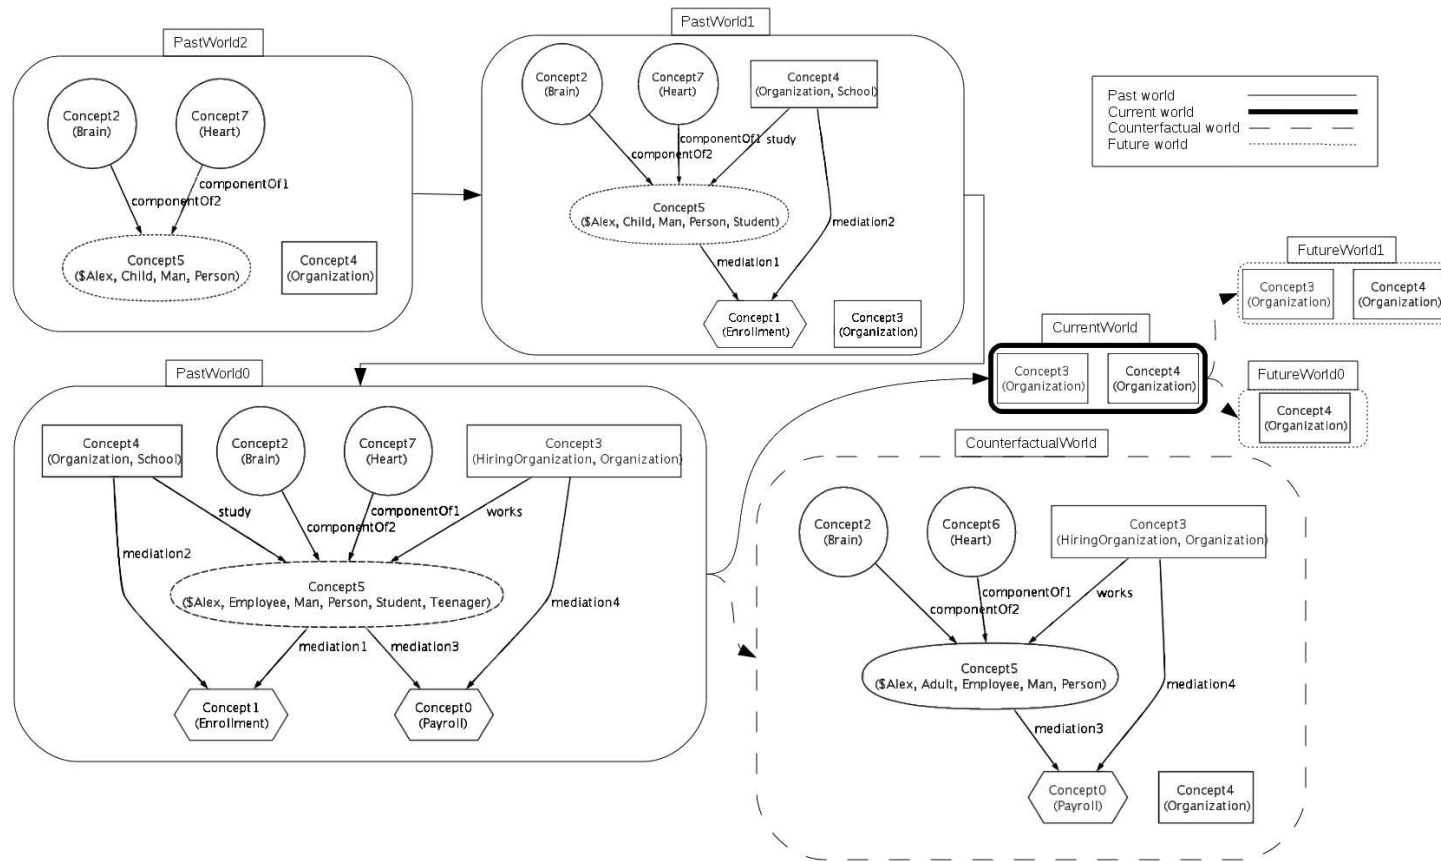 PastWorld2
Concept2
(Brain)
Concept7
(Heart)
componentOf1
componentOf2
Concept5
($Alex, Child, Man, Person)
Concept4
(Organization)
PastWorld1
Concept2
(Brain)
Concept7
(Heart)
Concept4
(Organization, School)
componentOf1
study
componentOf2
Concept5
($Alex, Child, Man, Person, Student)
mediation2
mediation1
Concept1
(Enrollment)
Concept3
(Organization)
Past world
Current world
Counterfactual world
Future world
FutureWorld1
Concept3
(Organization)
Concept4
(Organization)
CurrentWorld
Concept3
(Organization)
Concept4
(Organization)
FutureWorld0
Concept4
(Organization)
PastWorld0
Concept4
(Organization, School)
Concept2
(Brain)
Concept7
(Heart)
Concept3
(HiringOrganization, Organization)
study
componentOf2
componentOf1
works
mediation2
Concept5
($Alex, Employee, Man, Person, Student, Teenager)
mediation4
mediation1
mediation3
Concept1
(Enrollment)
Concept0
(Payroll)
CounterfactualWorld
Concept2
(Brain)
Concept6
(Heart)
Concept3
(HiringOrganization, Organization)
componentOf1
works
componentOf2
Concept5
($Alex, Adult, Employee, Man, Person)
mediation4
mediation3
Concept0
(Payroll)
Concept4
(Organization)